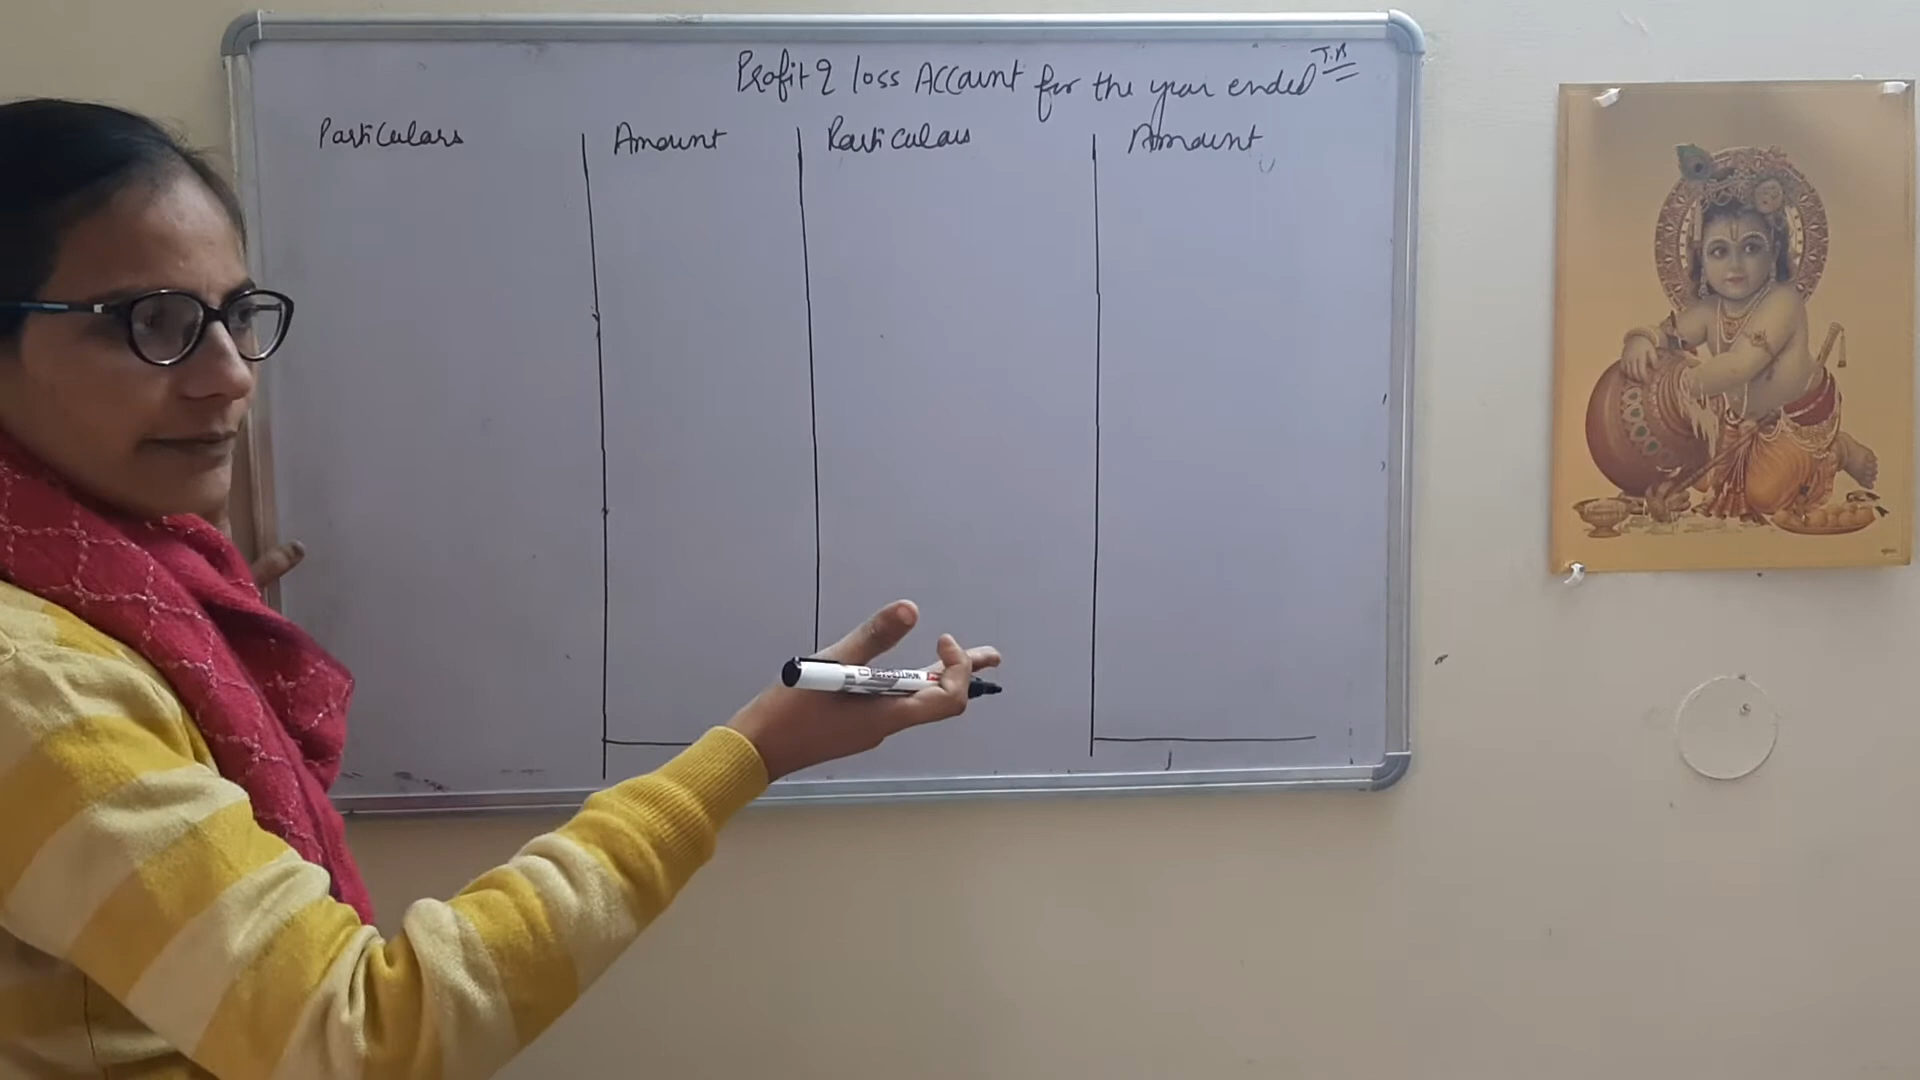 Profit & loss Account for the year ended T.B
Particulars Amount Particulars Amount